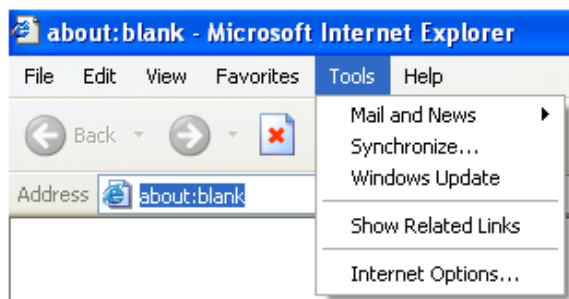 about:blank - Microsoft Internet Explorer
File Edit View Favorites Tools Help
Mail and News
Back
Synchronize...
Windows Update
Address about:blank
Show Related Links
Internet Options...